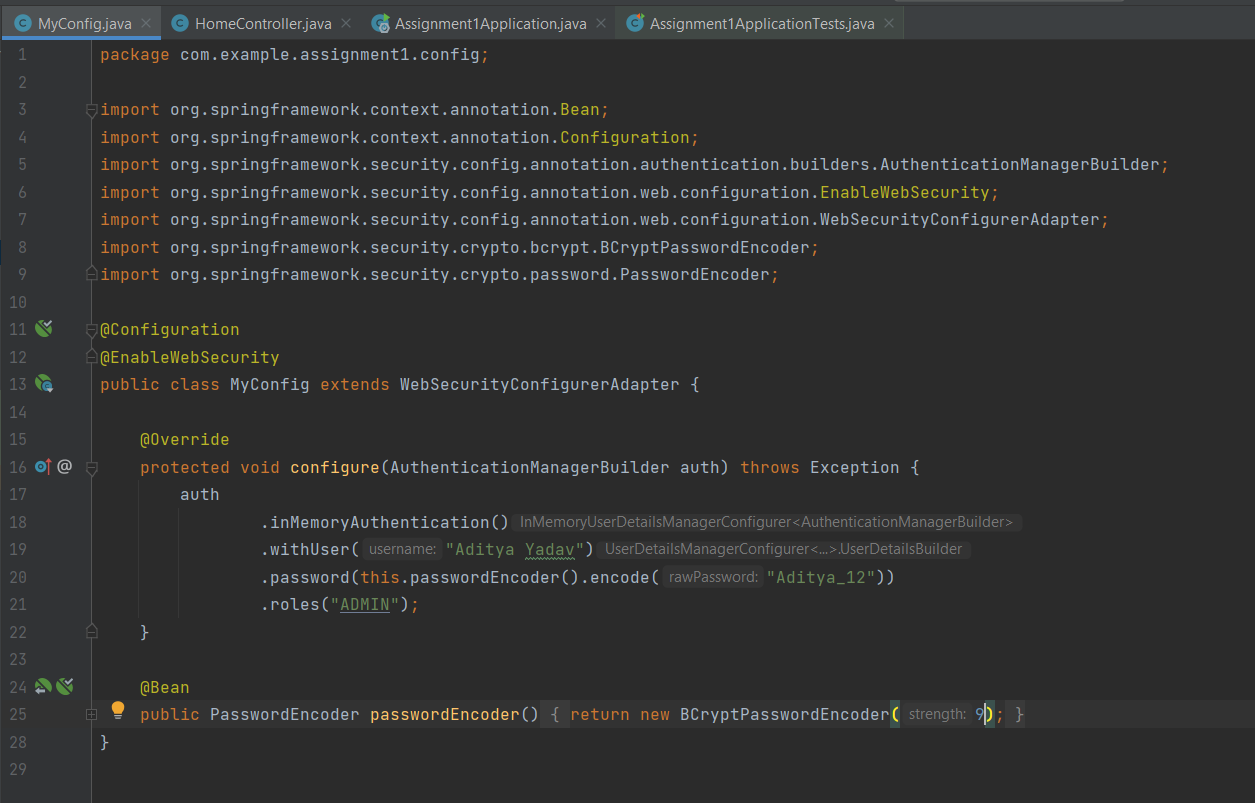 MyConfig.java HomeController.java Assignment1Application.java Assignment1ApplicationTests.java
1 package com.example.assignment1.config;
2
3 import org.springframework.context.annotation.Bean;
4 import org.springframework.context.annotation.Configuration;
5 import org.springframework.security.config.annotation.authentication.builders.AuthenticationManagerBuilder;
6 import org.springframework.security.config.annotation.web.configuration.EnableWebSecurity;
7 import org.springframework.security.config.annotation.web.configuration.WebSecurityConfigurerAdapter;
8 import org.springframework.security.crypto.bcrypt.BCryptPasswordEncoder;
9 import org.springframework.security.crypto.password.PasswordEncoder;
10
11 @Configuration
12 @EnableWebSecurity
13 public class MyConfig extends WebSecurityConfigurerAdapter {
14
15 @Override
16 @ protected void configure(AuthenticationManagerBuilder auth) throws Exception {
17 auth
18 .inMemoryAuthentication() InMemoryUserDetailsManagerConfigurer<AuthenticationManagerBuilder>
19 .withUser( username: "Aditya Yadav") UserDetailsManagerConfigurer<...>.UserDetailsBuilder
20 .password(this.passwordEncoder().encode( rawPassword: "Aditya_12"))
21 .roles("ADMIN");
22 }
23
24 @Bean
25 public PasswordEncoder passwordEncoder() { return new BCryptPasswordEncoder( strength: 9); }
28 }
29